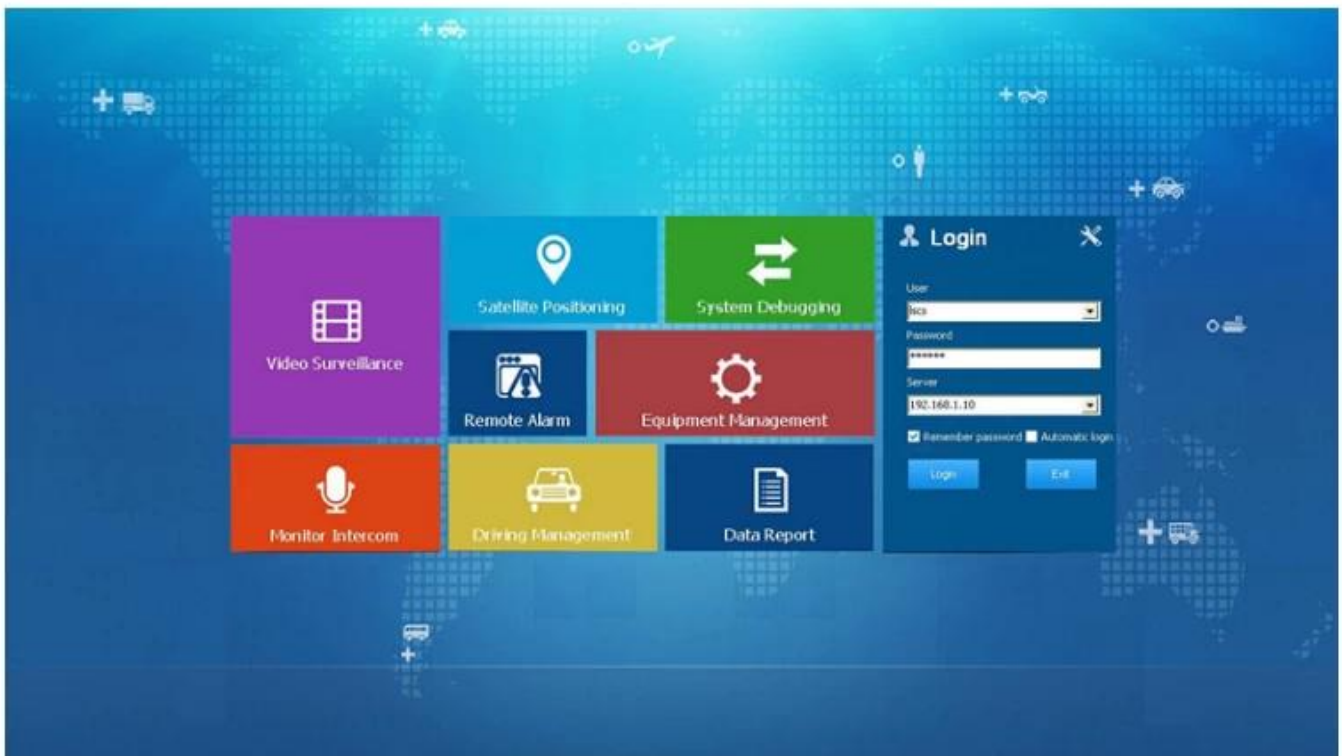 Satellite Positioning
System Debugging
Video Surveillance
Remote Alarm
Equipment Management
Monitor Intercom
Driving Management
Data Report
Login
User
Password
******
Server
192.168.1.10
Remember password
Automatic login
Login
Exit